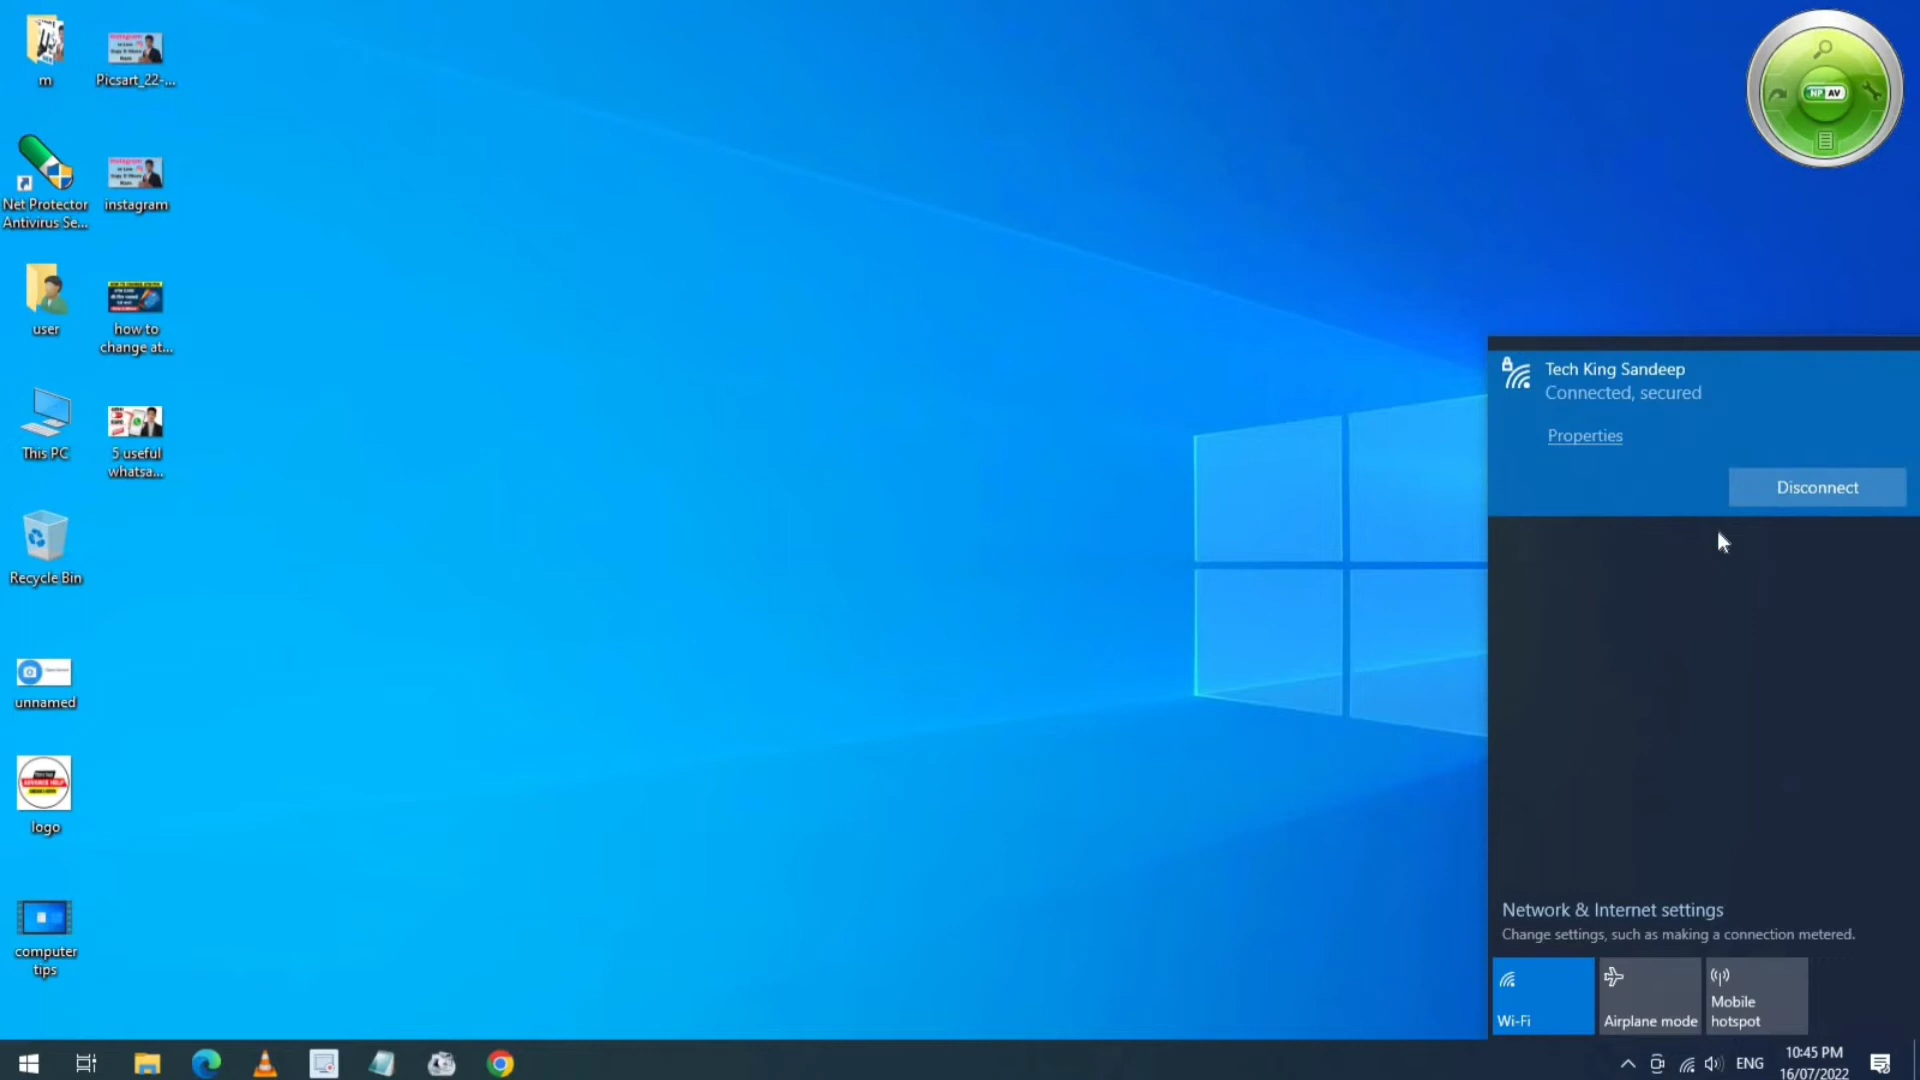 m
Picsart_22-...
Net Protector
Antivirus Se...
instagram
user
how to
change at...
This PC
5 useful
whatsa...
Recycle Bin
unnamed
logo
computer
tips
NP AV
Tech King Sandeep
Connected, secured
Properties
Disconnect
Network & Internet settings
Change settings, such as making a connection metered.
Wi-Fi
Airplane mode
Mobile
hotspot
ENG
10:45 PM
16/07/2022